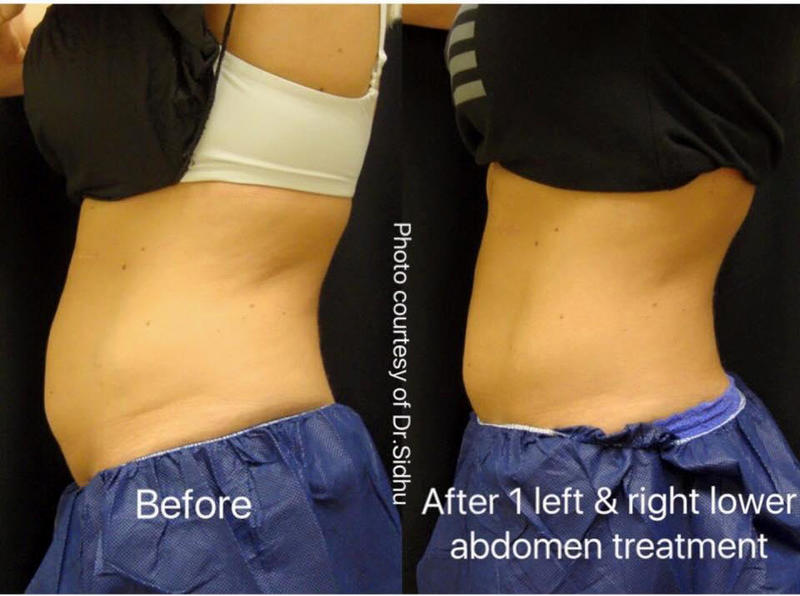 Before
Photo courtesy of Dr.Sidhu
After 1 left & right lower
abdomen treatment